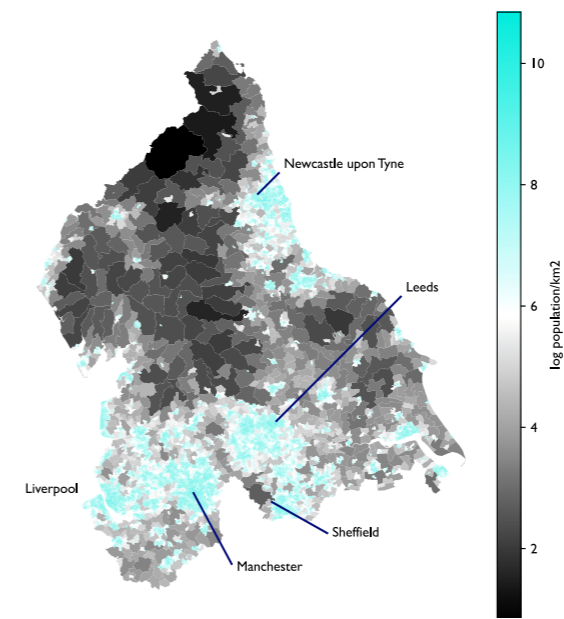 Newcastle upon Tyne
Leeds
Liverpool
Sheffield
Manchester
10
8
6
4
2
log population/km2